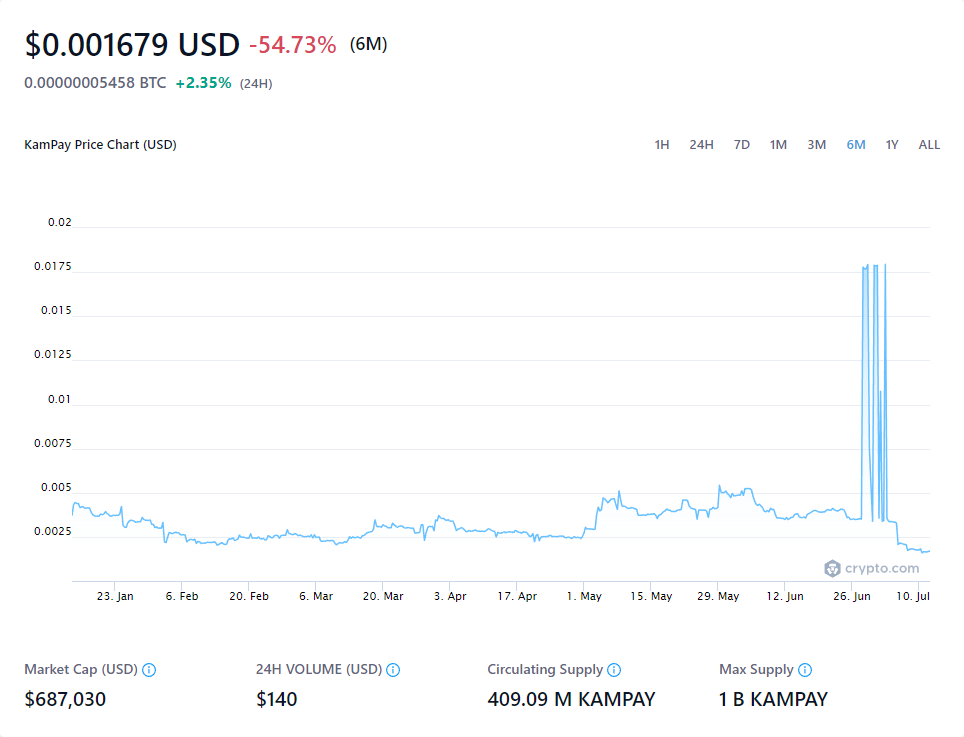 $0.001679 USD -54.73% (6M)
0.00000005458 BTC +2.35% (24H)
KamPay Price Chart (USD) 1H 24H 7D 1M 3M 6M 1Y ALL
0.02
0.0175
0.015
0.0125
0.01
0.0075
0.005
0.0025
crypto.com
23. Jan 6. Feb 20. Feb 6. Mar 20. Mar 3. Apr 17. Apr 1. May 15. May 29. May 12. Jun 26. Jun 10. Jul
Market Cap (USD) 24H VOLUME (USD) Circulating Supply Max Supply
$687,030 $140 409.09 M KAMPAY 1 B KAMPAY